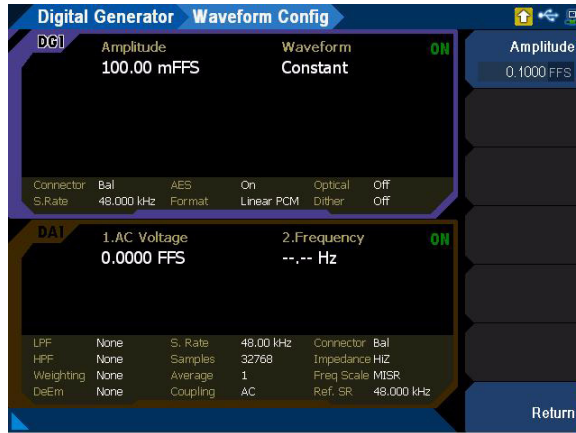 Digital Generator Waveform Config
DG1 Amplitude Waveform ON
100.00 mFFS Constant
Connector Bal AES On Optical Off
S.Rate 48.000 kHz Format Linear PCM Dither Off
DA1 1.AC Voltage 2.Frequency ON
0.0000 FFS --.-- Hz
LPF None S. Rate 48.00 kHz Connector Bal
HPF None Samples 32768 Impedance HiZ
Weighting None Average 1 Freq Scale MISR
DeEm None Coupling AC Ref. SR 48.000 kHz
Amplitude
0.1000 FFS
Return